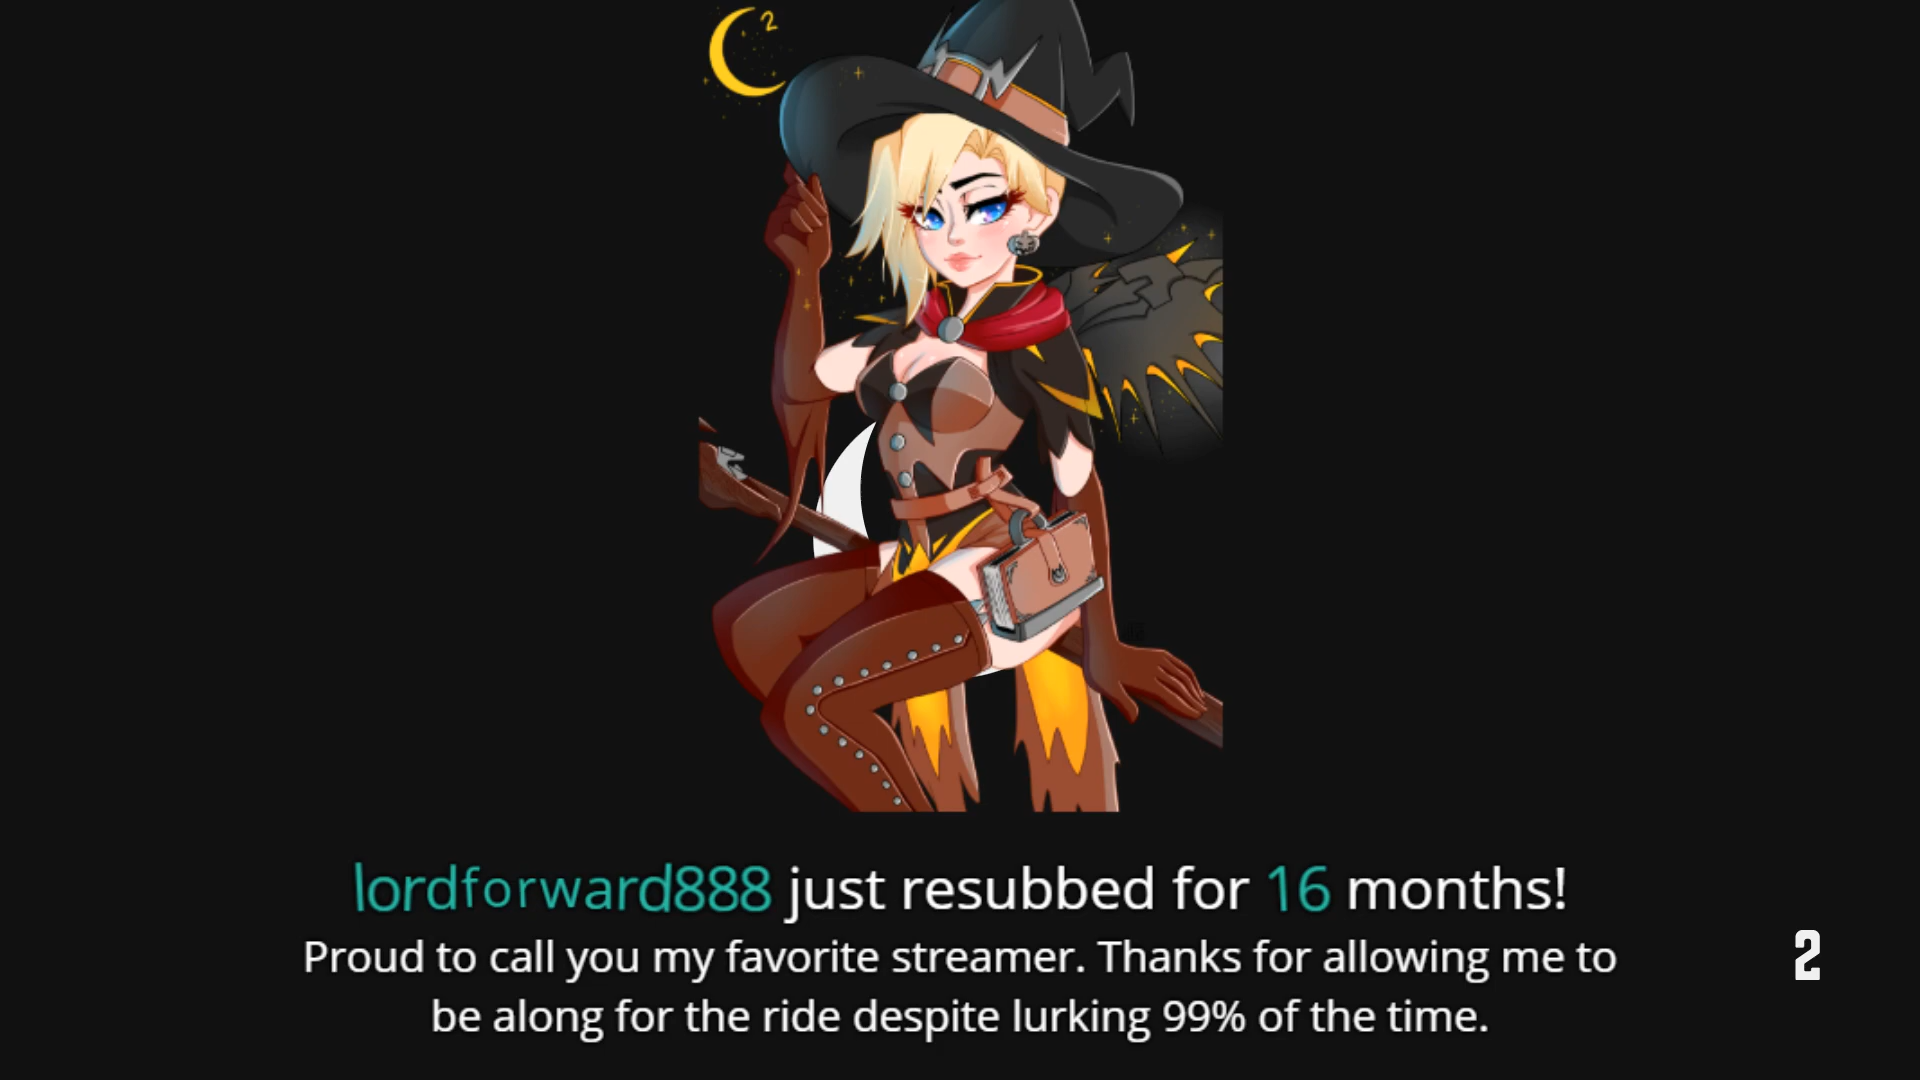 2
lordforward888 just resubbed for 16 months!
Proud to call you my favorite streamer. Thanks for allowing me to
be along for the ride despite lurking 99% of the time.
2